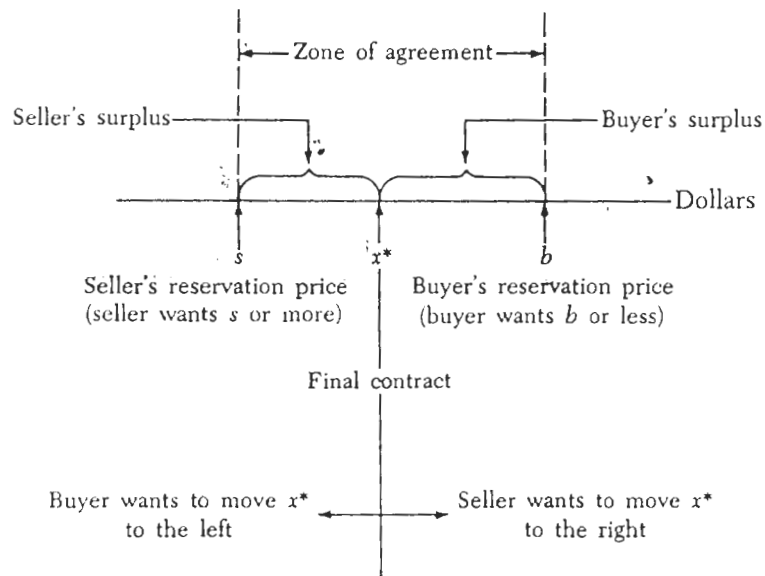 Zone of agreement
Seller's surplus
Buyer's surplus
Dollars
s
x*
b
Seller's reservation price
(seller wants s or more)
Buyer's reservation price
(buyer wants b or less)
Final contract
Buyer wants to move x*
to the left
Seller wants to move x*
to the right